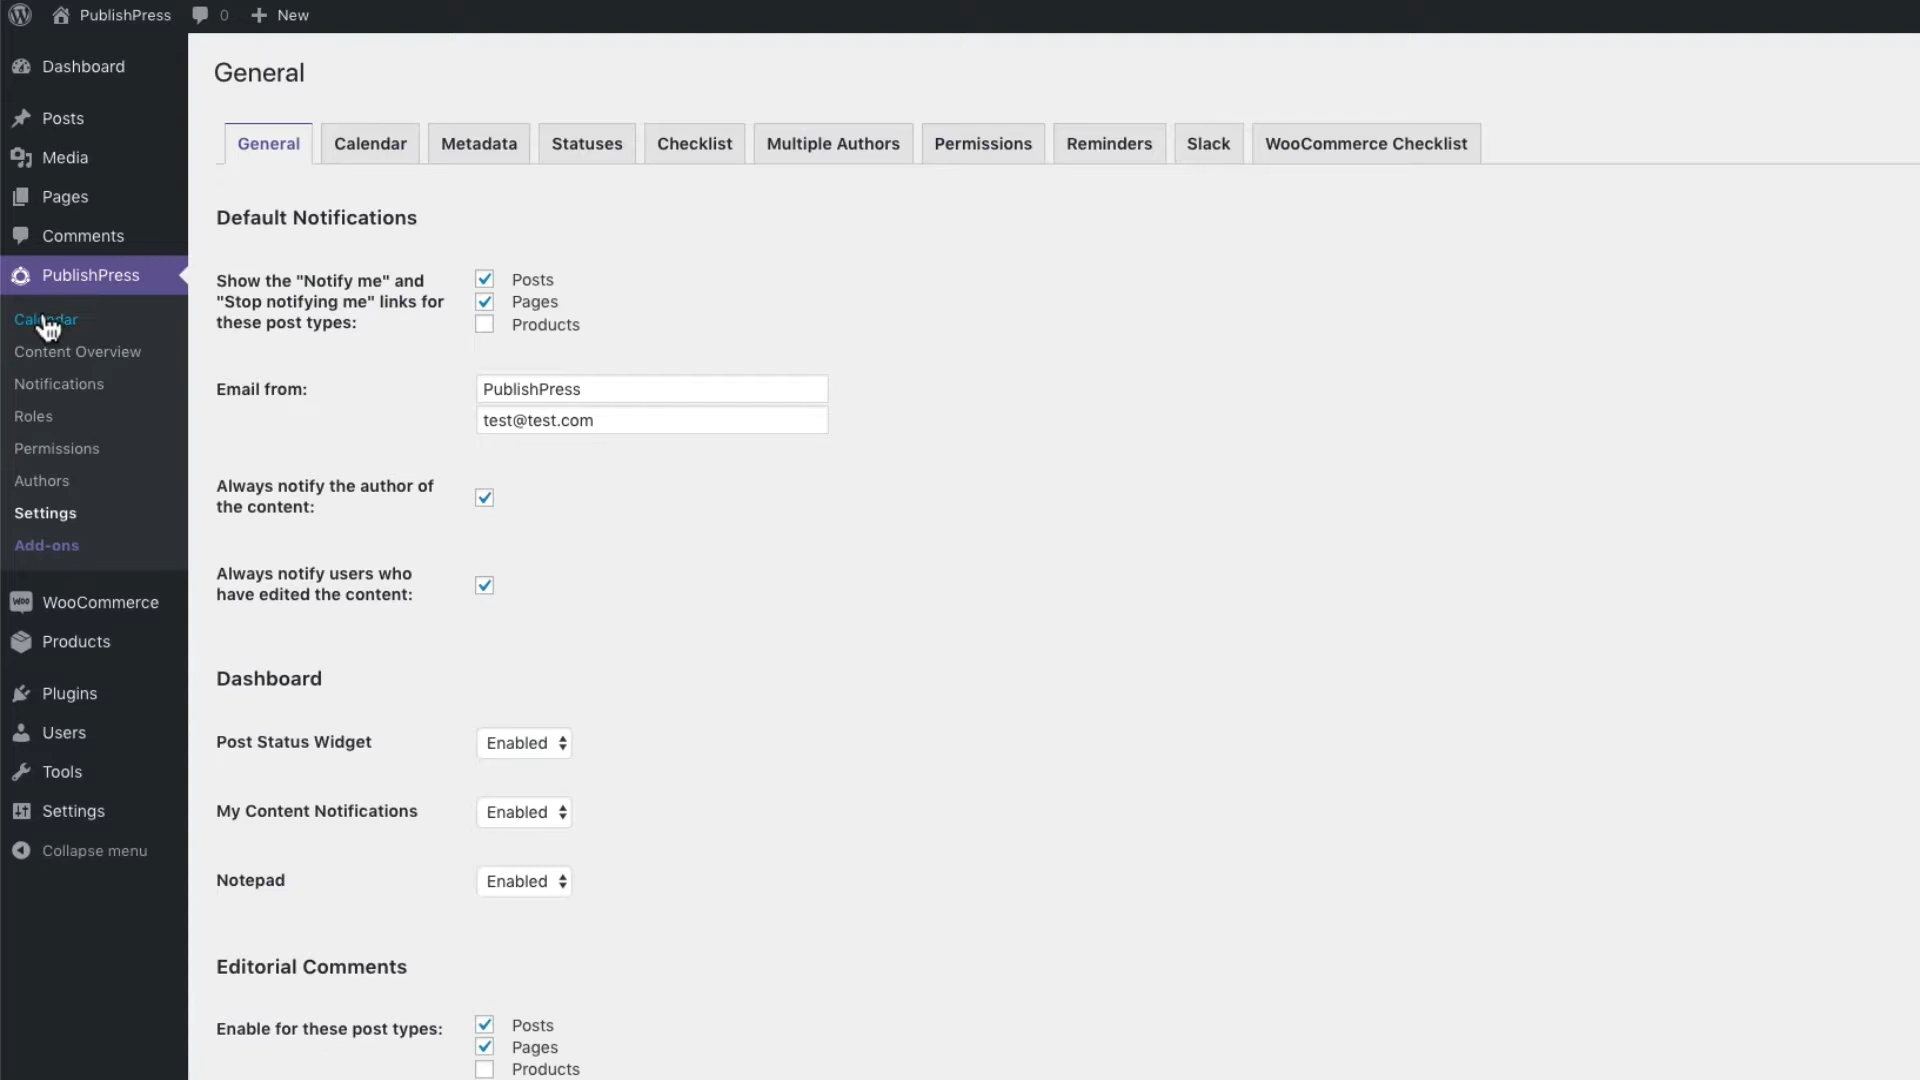 PublishPress 0 New
Dashboard
Posts
Media
Pages
Comments
PublishPress
Calendar
Content Overview
Notifications
Roles
Permissions
Authors
Settings
Add-ons
WooCommerce
Products
Plugins
Users
Tools
Settings
Collapse menu
General
General Calendar Metadata Statuses Checklist Multiple Authors Permissions Reminders Slack WooCommerce Checklist
Default Notifications
Show the "Notify me" and
"Stop notifying me" links for
these post types:
Posts
Pages
Products
Email from:
PublishPress
test@test.com
Always notify the author of
the content:
Always notify users who
have edited the content:
Dashboard
Post Status Widget Enabled
My Content Notifications Enabled
Notepad Enabled
Editorial Comments
Enable for these post types:
Posts
Pages
Products